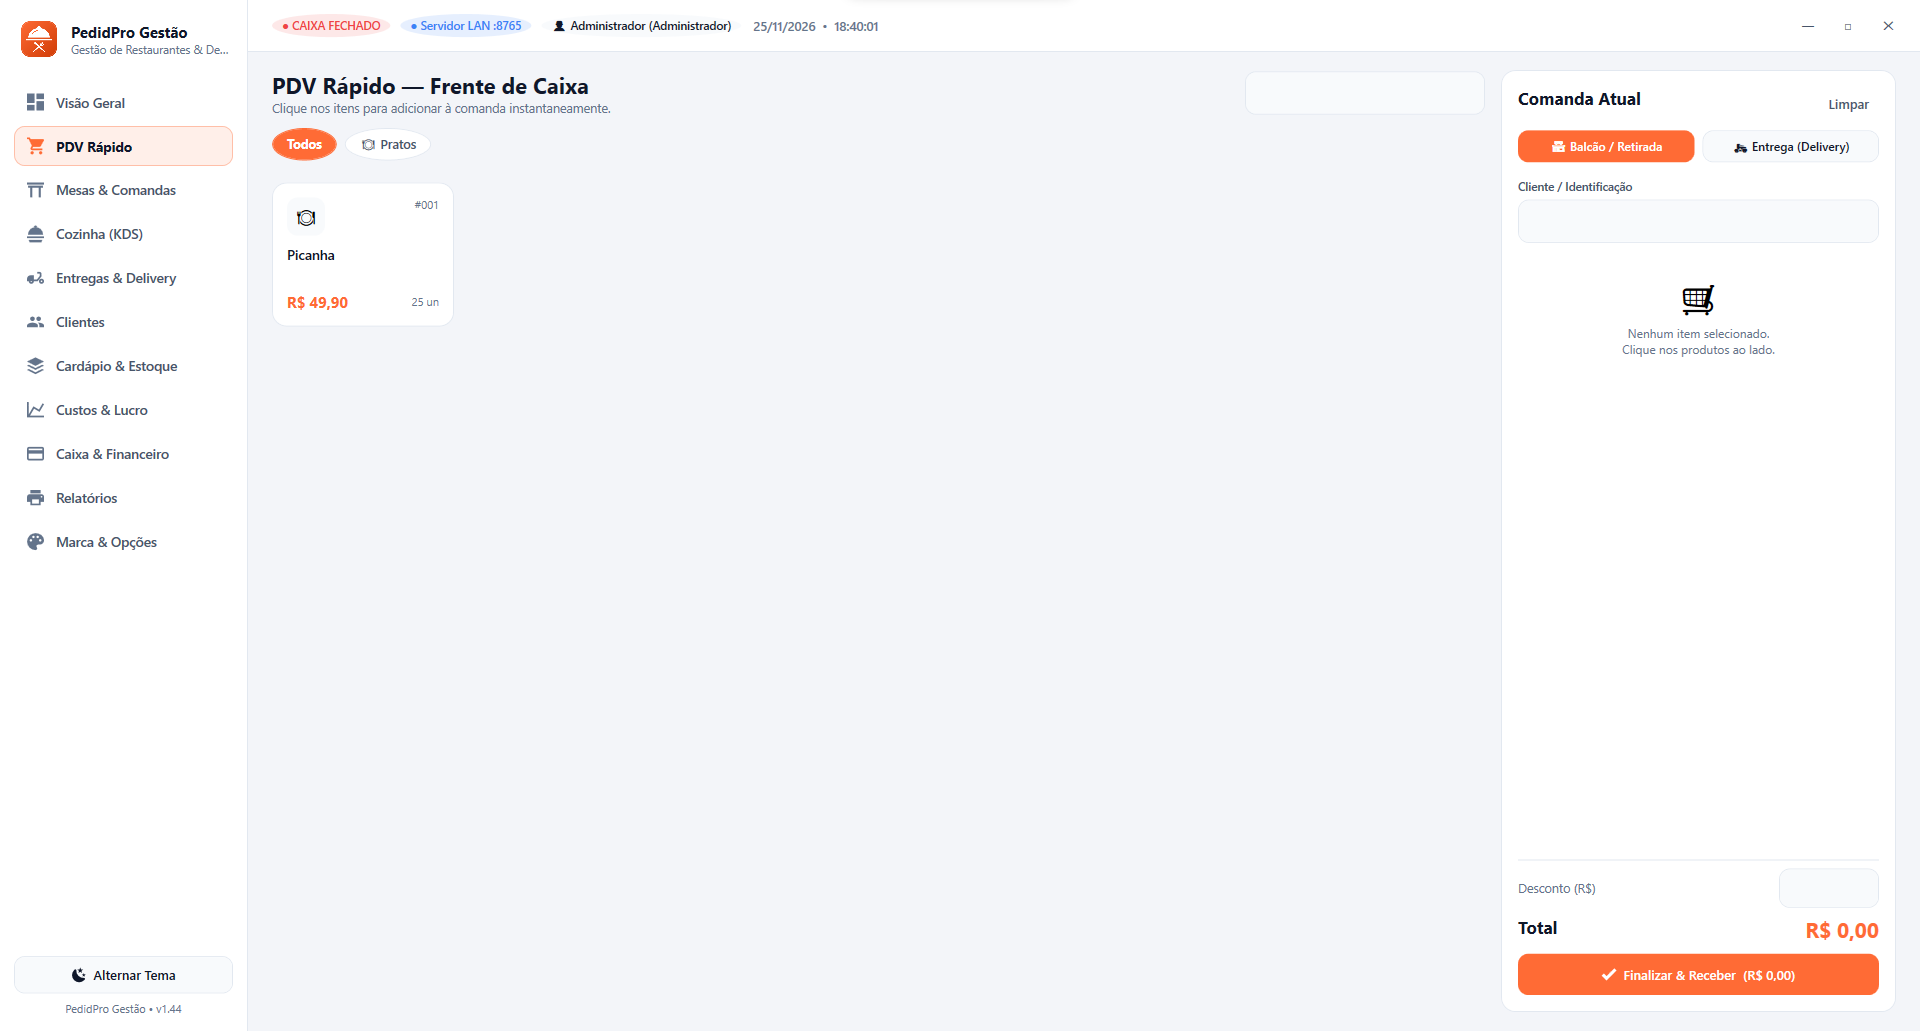 PedidPro Gestão
Gestão de Restaurantes & De...
Visão Geral
PDV Rápido
Mesas & Comandas
Cozinha (KDS)
Entregas & Delivery
Clientes
Cardápio & Estoque
Custos & Lucro
Caixa & Financeiro
Relatórios
Marca & Opções
Alternar Tema
PedidPro Gestão • v1.44
● CAIXA FECHADO
● Servidor LAN :8765
Administrador (Administrador)
25/11/2026 • 18:40:01
PDV Rápido — Frente de Caixa
Clique nos itens para adicionar à comanda instantaneamente.
Todos
Pratos
#001
Picanha
R$ 49,90
25 un
Comanda Atual
Limpar
Balcão / Retirada
Entrega (Delivery)
Cliente / Identificação
Nenhum item selecionado.
Clique nos produtos ao lado.
Desconto (R$)
Total
R$ 0,00
Finalizar & Receber (R$ 0,00)